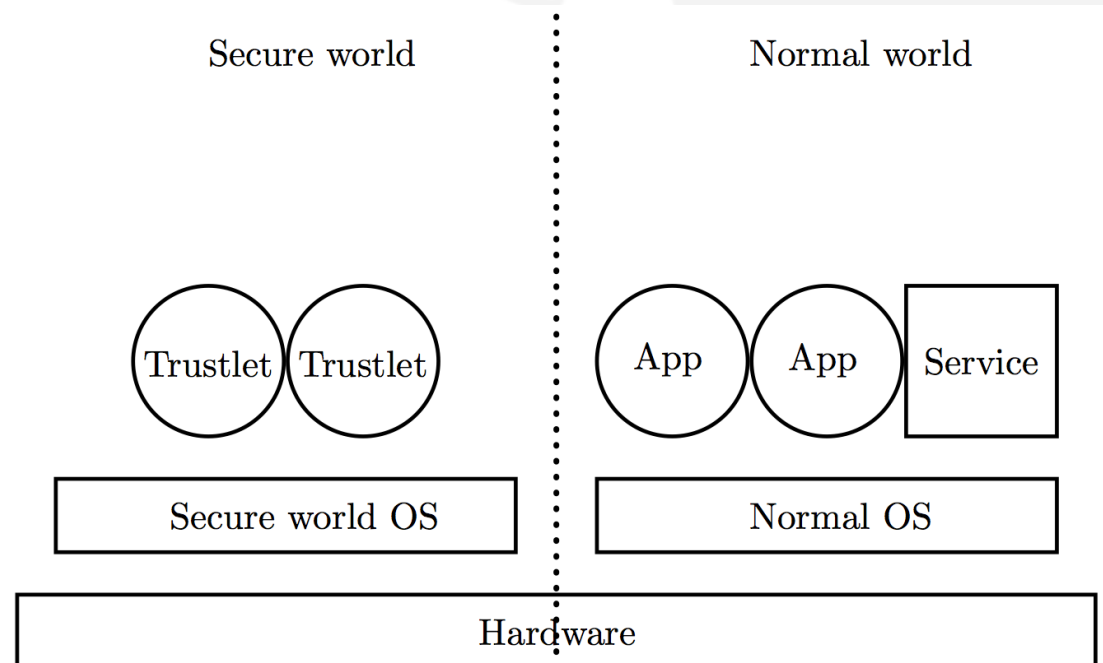 Secure world
Normal world
Trustlet
Trustlet
App
App
Service
Secure world OS
Normal OS
Hardware